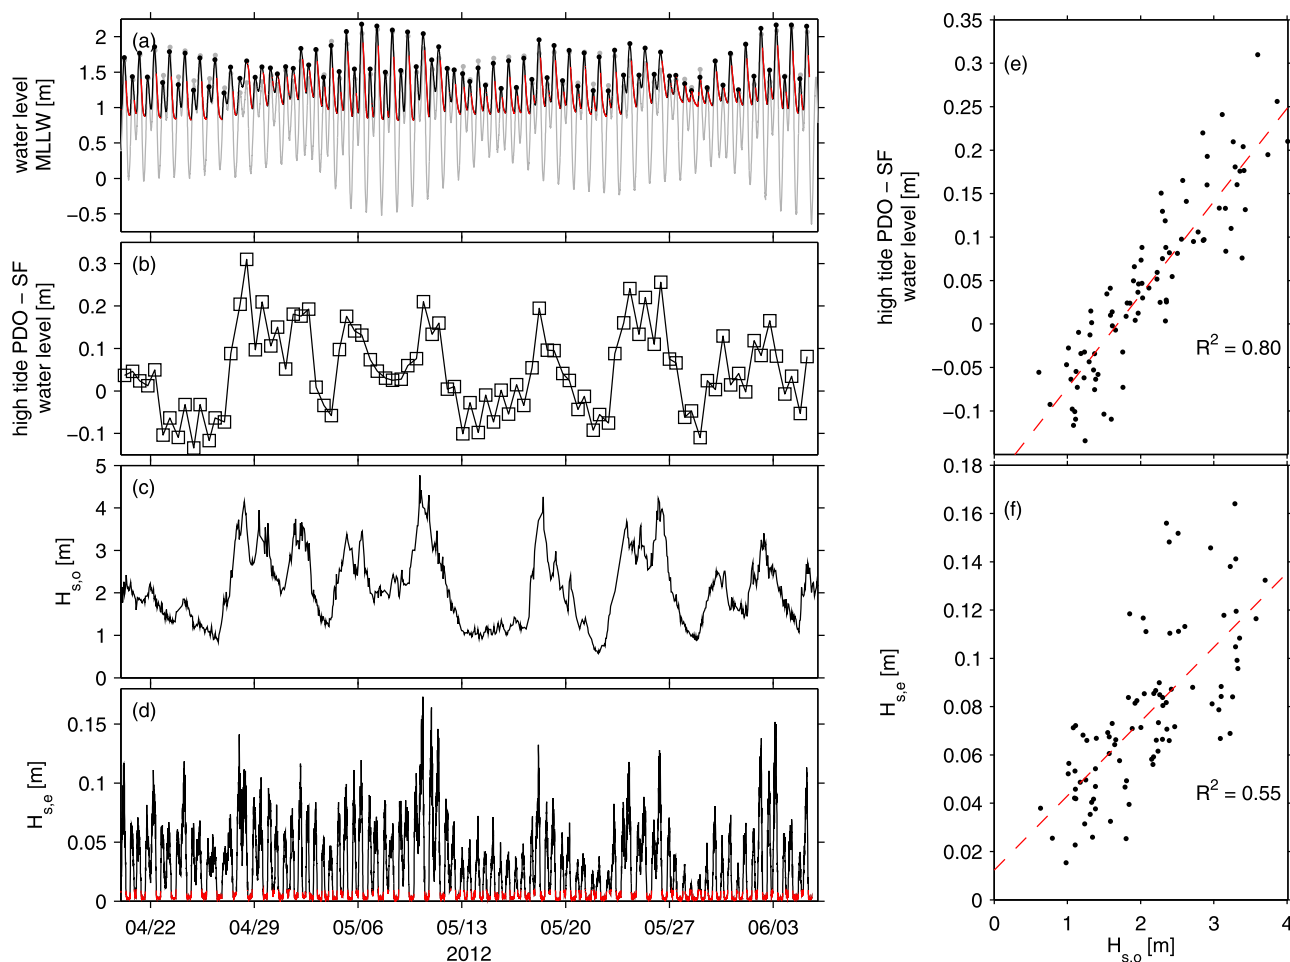 (a)
water level
MLLW [m]
2
1.5
1
0.5
0
−0.5
(b)
high tide PDO − SF
water level [m]
0.3
0.2
0.1
0
−0.1
(c)
H_s,o [m]
5
4
3
2
1
0
(d)
H_s,e [m]
0.15
0.1
0.05
0
04/22 04/29 05/06 05/13 05/20 05/27 06/03
2012
(e)
high tide PDO − SF
water level [m]
0.35
0.3
0.25
0.2
0.15
0.1
0.05
0
−0.05
−0.1
R² = 0.80
(f)
H_s,e [m]
0.18
0.16
0.14
0.12
0.1
0.08
0.06
0.04
0.02
0
R² = 0.55
0 1 2 3 4
H_s,o [m]